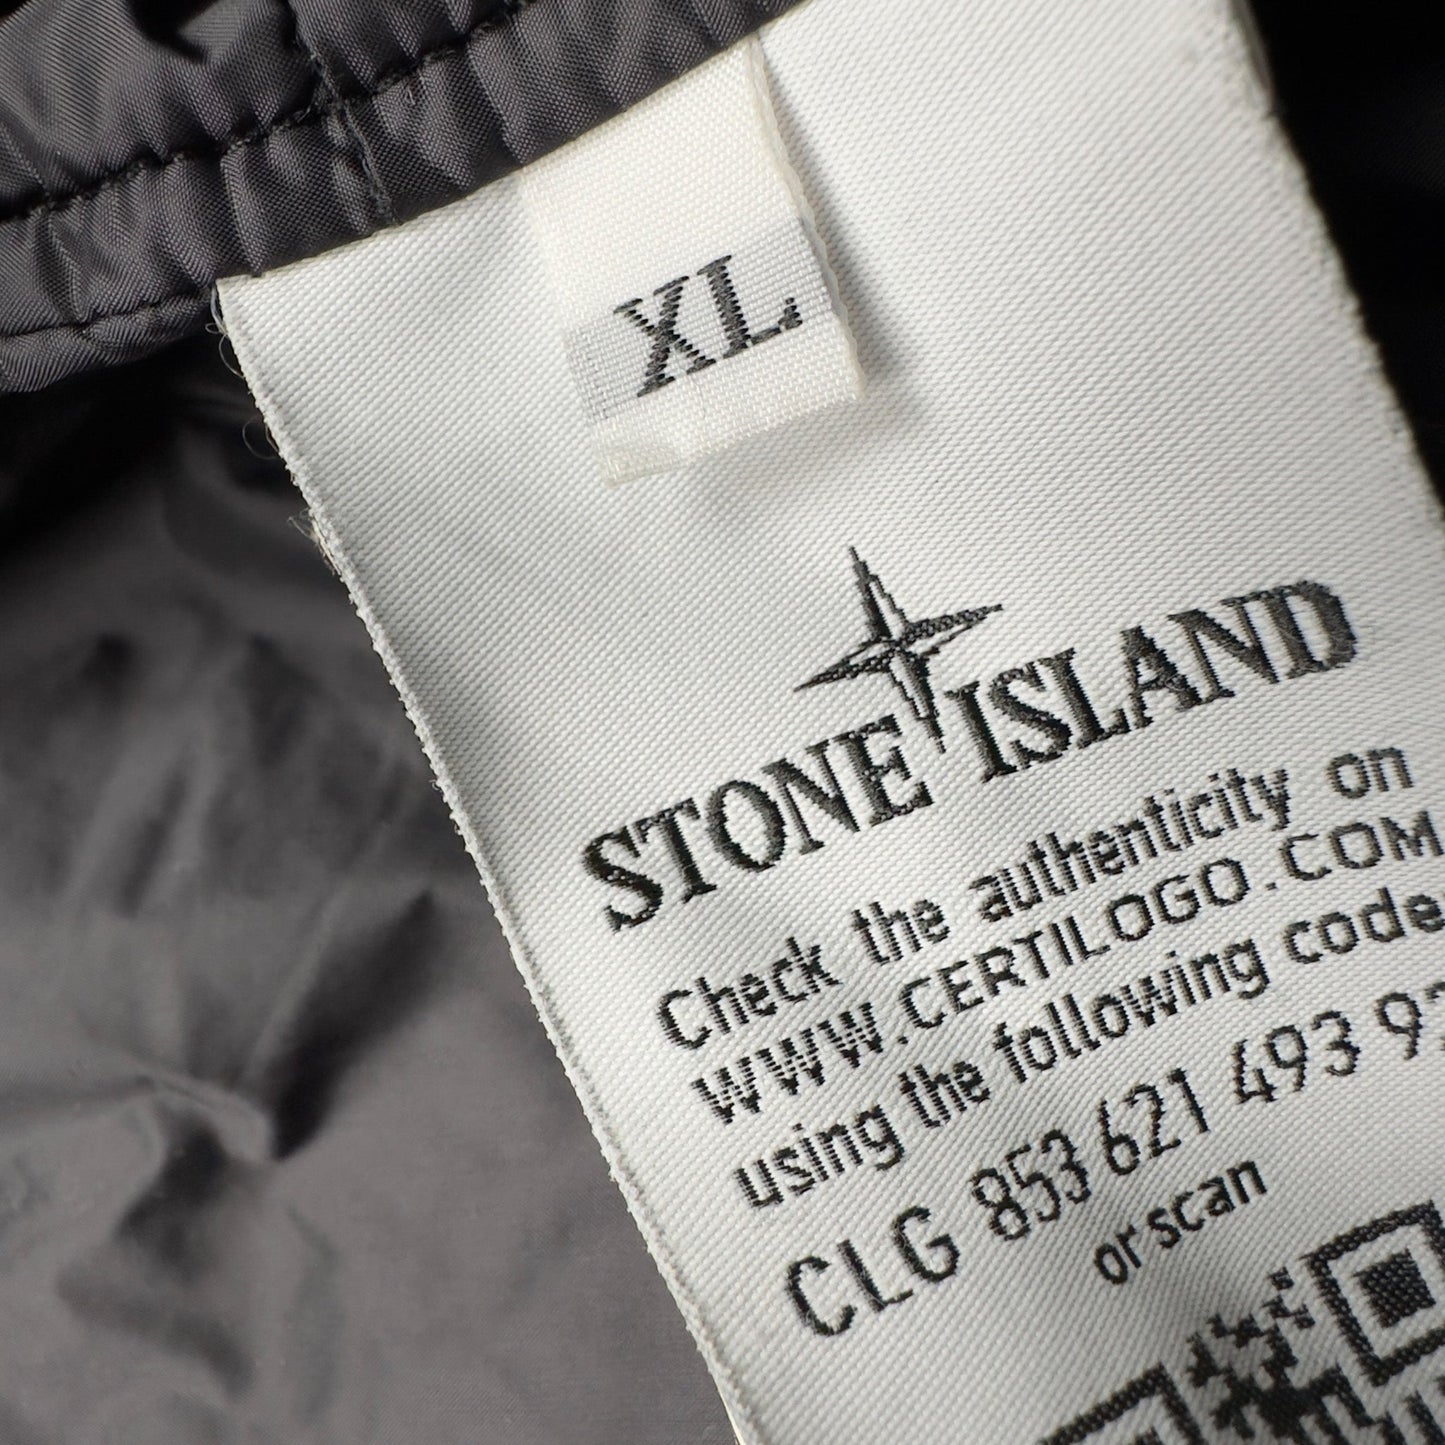 XL
STONE ISLAND
Check the authenticity on
WWW.CERTILOGO.COM
using the following code
CLG 853 621 493
or scan